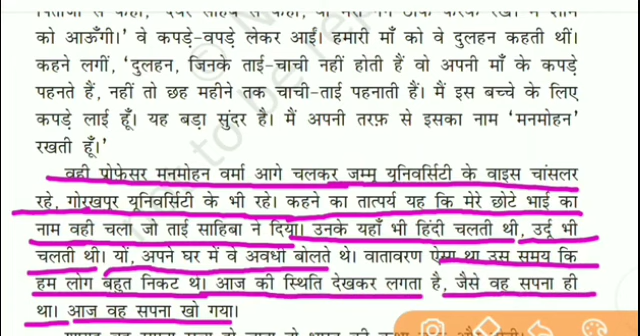 को आऊँगी।' वे कपड़े-वपड़े लेकर आईं। हमारी माँ को वे दुलहन कहती थीं।
कहने लगीं, 'दुलहन, जिनके ताई-चाची नहीं होती हैं वो अपनी माँ के कपड़े
पहनते हैं, नहीं तो छह महीने तक चाची-ताई पहनाती हैं। मैं इस बच्चे के लिए
कपड़े लाई हूँ। यह बड़ा सुंदर है। मैं अपनी तरफ़ से इसका नाम 'मनमोहन'
रखती हूँ।'
वही प्रोफ़ेसर मनमोहन वर्मा आगे चलकर जम्मू यूनिवर्सिटी के वाइस चांसलर
रहे, गोरखपुर यूनिवर्सिटी के भी रहे। कहने का तात्पर्य यह कि मेरे छोटे भाई का
नाम वही चला जो ताई साहिबा ने दिया। उनके यहाँ भी हिंदी चलती थी, उर्दू भी
चलती थी। यों, अपने घर में वे अवधी बोलते थे। वातावरण ऐसा था उस समय कि
हम लोग बहुत निकट थे। आज की स्थिति देखकर लगता है, जैसे वह सपना ही
था। आज वह सपना खो गया।